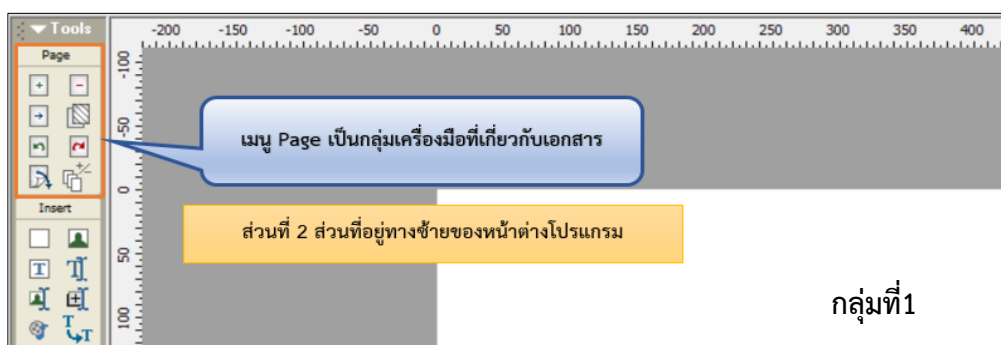 Tools
-200 -150 -100 -50 0 50 100 150 200 250 300 350 400
Page
-100
-50
0
50
100
เมนู Page เป็นกลุ่มเครื่องมือที่เกี่ยวกับเอกสาร
Insert
ส่วนที่ 2 ส่วนที่อยู่ทางซ้ายของหน้าต่างโปรแกรม
กลุ่มที่1